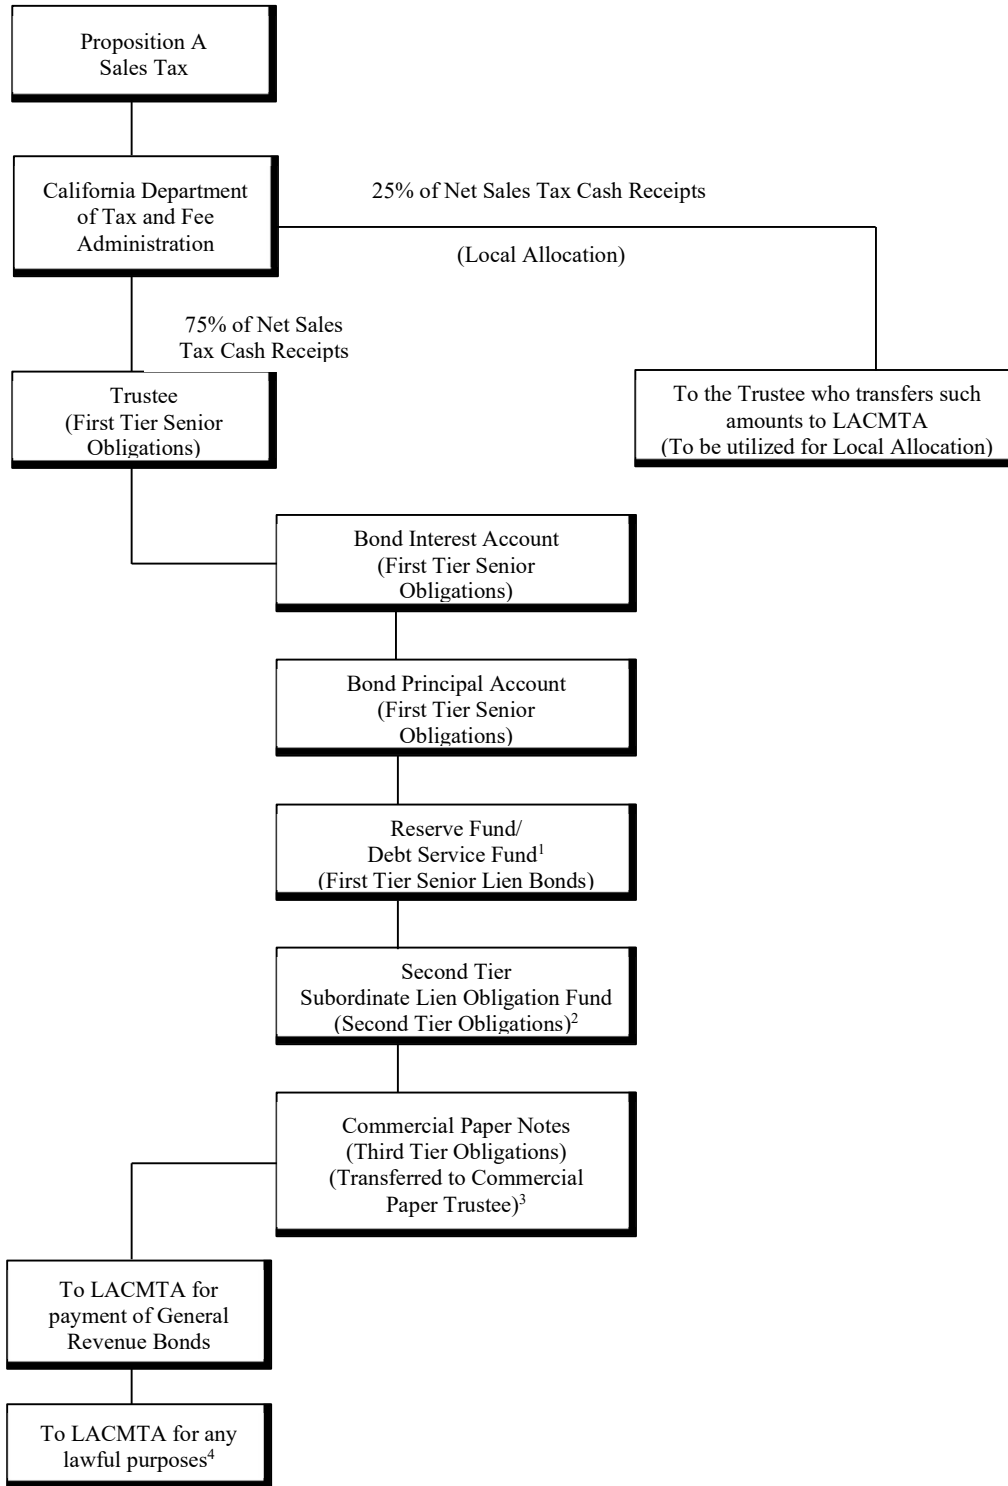 Proposition A
Sales Tax
California Department
of Tax and Fee
Administration
25% of Net Sales Tax Cash Receipts
(Local Allocation)
75% of Net Sales
Tax Cash Receipts
Trustee
(First Tier Senior
Obligations)
To the Trustee who transfers such
amounts to LACMTA
(To be utilized for Local Allocation)
Bond Interest Account
(First Tier Senior
Obligations)
Bond Principal Account
(First Tier Senior
Obligations)
Reserve Fund/
Debt Service Fund¹
(First Tier Senior Lien Bonds)
Second Tier
Subordinate Lien Obligation Fund
(Second Tier Obligations)²
Commercial Paper Notes
(Third Tier Obligations)
(Transferred to Commercial
Paper Trustee)³
To LACMTA for
payment of General
Revenue Bonds
To LACMTA for any
lawful purposes⁴